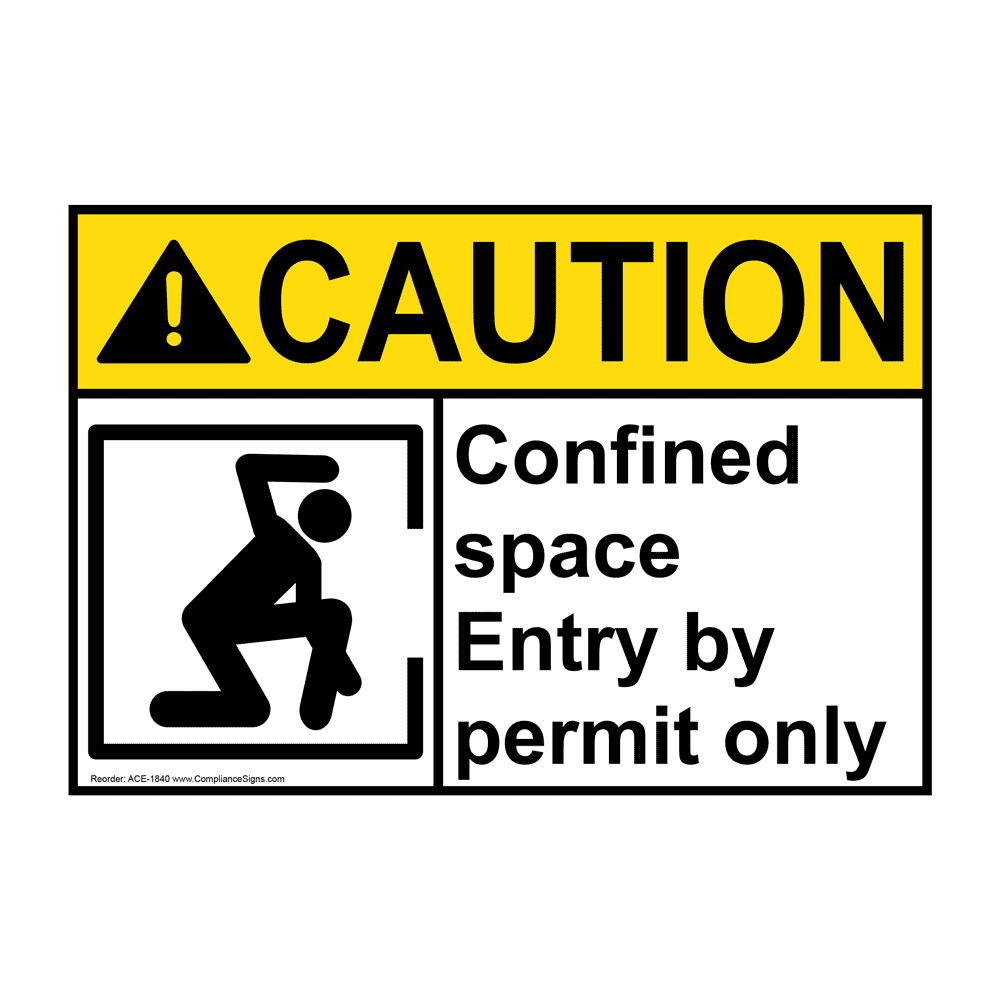 CAUTION
Confined
space
Entry by
permit only
Reorder: ACE-1840 www.ComplianceSigns.com